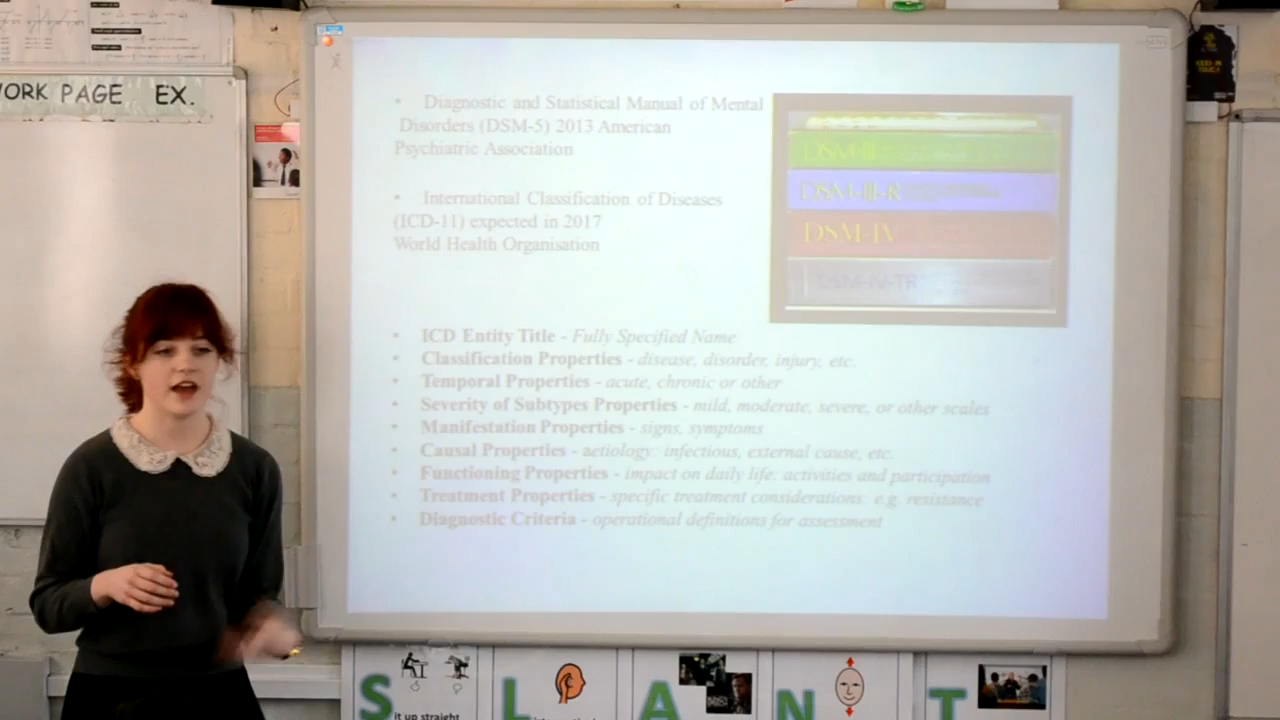 WORK PAGE EX.
• Diagnostic and Statistical Manual of Mental
Disorders (DSM-5) 2013 American
Psychiatric Association
• International Classification of Diseases
(ICD-11) expected in 2017
World Health Organisation
DSM-III-R
DSM-IV
DSM-IV-TR
• ICD Entity Title - Fully Specified Name
• Classification Properties - disease, disorder, injury, etc.
• Temporal Properties - acute, chronic or other
• Severity of Subtypes Properties - mild, moderate, severe, or other scales
• Manifestation Properties - signs, symptoms
• Causal Properties - aetiology: infectious, external cause, etc.
• Functioning Properties - impact on daily life: activities and participation
• Treatment Properties - specific treatment considerations: e.g. resistance
• Diagnostic Criteria - operational definitions for assessment
S L A N T
it up straight